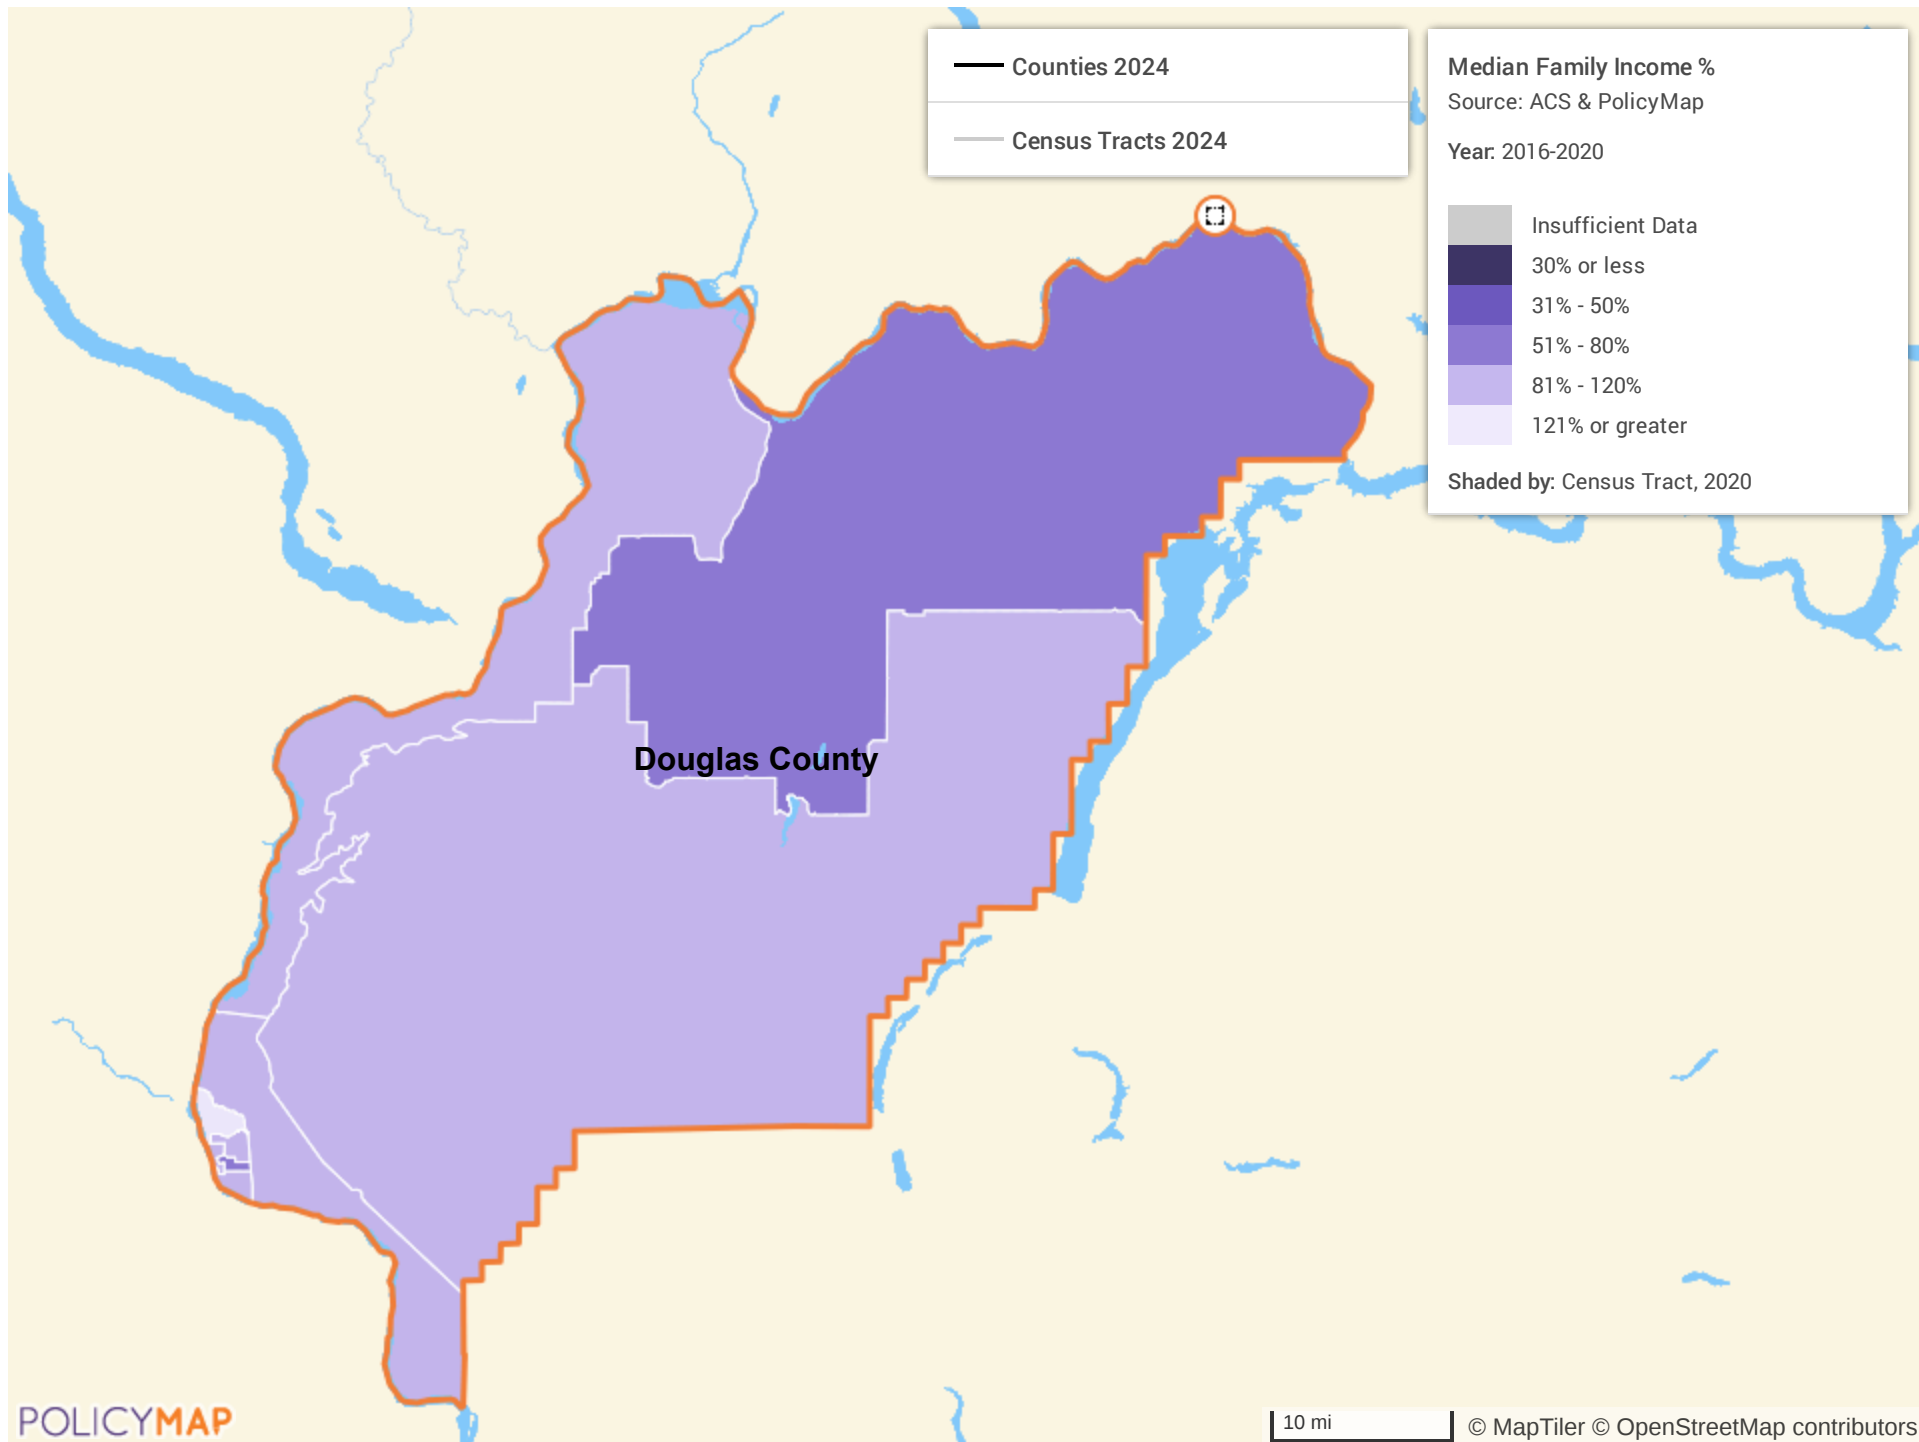 Counties 2024
Census Tracts 2024
Median Family Income %
Source: ACS & PolicyMap
Year: 2016-2020
Insufficient Data
30% or less
31% - 50%
51% - 80%
81% - 120%
121% or greater
Shaded by: Census Tract, 2020
Douglas County
POLICYMAP
10 mi
© MapTiler © OpenStreetMap contributors